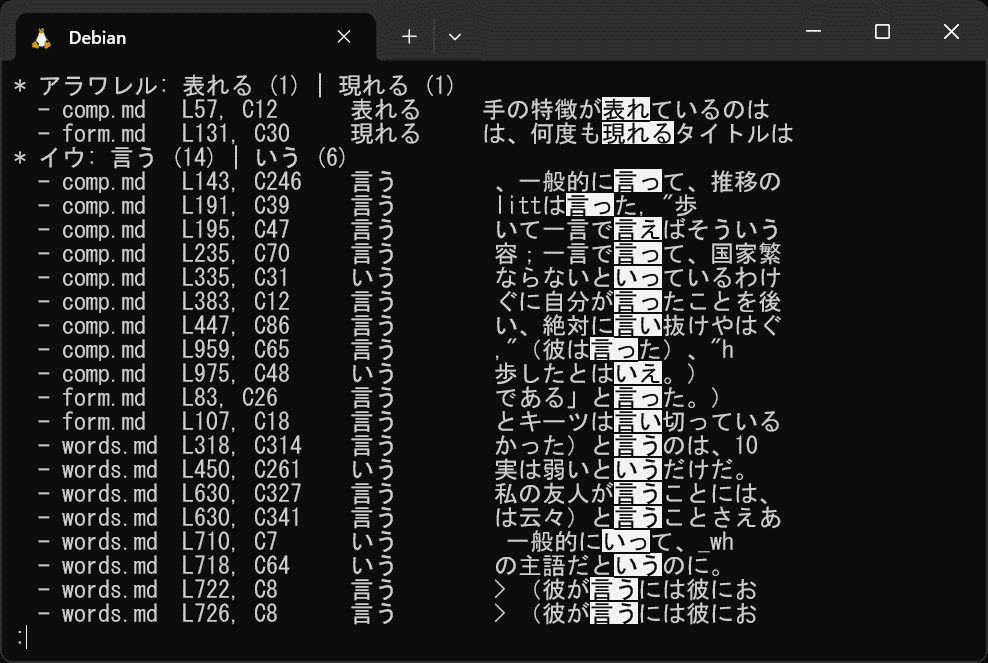 Debian
* アラワレル: 表れる (1) | 現れる (1)
- comp.md L57, C12 表れる 手の特徴が表れているのは
- form.md L131, C30 現れる は、何度も現れるタイトルは
* イウ: 言う (14) | いう (6)
- comp.md L143, C246 言う 、一般的に言って、推移の
- comp.md L191, C39 言う littは言った, "歩
- comp.md L195, C47 言う いて一言で言えばそういう
- comp.md L235, C70 言う 容；一言で言って、国家繁
- comp.md L335, C31 いう ならないといっているわけ
- comp.md L383, C12 言う ぐに自分が言ったことを後
- comp.md L447, C86 言う い、絶対に言い抜けやはぐ
- comp.md L959, C65 言う ,"（彼は言った）、"h
- comp.md L975, C48 いう 歩したとはいえ。）
- form.md L83, C26 言う である」と言った。）
- form.md L107, C18 言う とキーツは言い切っている
- words.md L318, C314 言う かった）と言うのは、10
- words.md L450, C261 いう 実は弱いというだけだ。
- words.md L630, C327 言う 私の友人が言うことには、
- words.md L630, C341 言う は云々）と言うことさえあ
- words.md L710, C7 いう 一般的にいって、_wh
- words.md L718, C64 いう の主語だというのに。
- words.md L722, C8 言う > （彼が言うには彼にお
- words.md L726, C8 言う > （彼が言うには彼にお
: